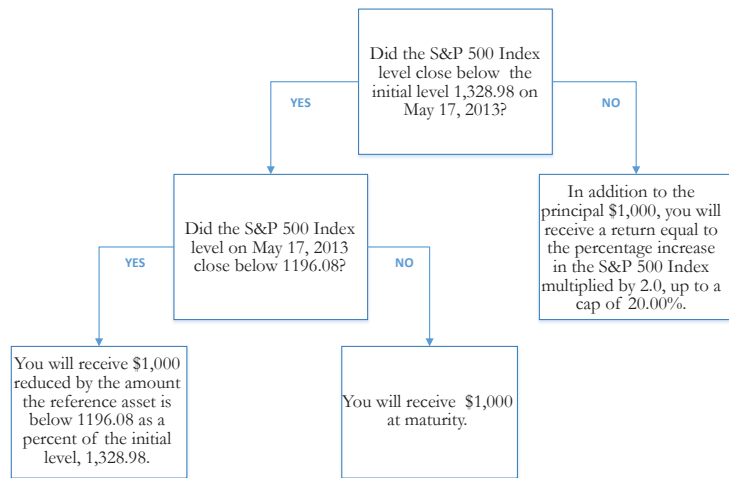 Did the S&P 500 Index
level close below the
initial level 1,328.98 on
May 17, 2013?
YES
NO
Did the S&P 500 Index
level on May 17, 2013
close below 1196.08?
In addition to the
principal $1,000, you will
receive a return equal to
the percentage increase
in the S&P 500 Index
multiplied by 2.0, up to a
cap of 20.00%.
YES
NO
You will receive $1,000
reduced by the amount
the reference asset is
below 1196.08 as a
percent of the initial
level, 1,328.98.
You will receive $1,000
at maturity.